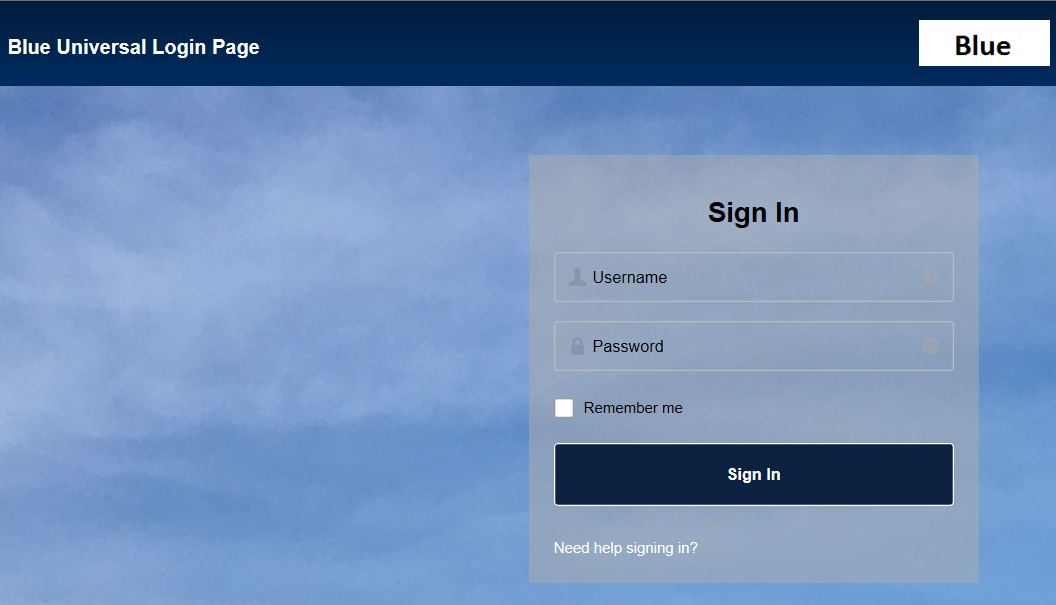 Blue Universal Login Page
Blue
Sign In
Username
Password
Remember me
Sign In
Need help signing in?